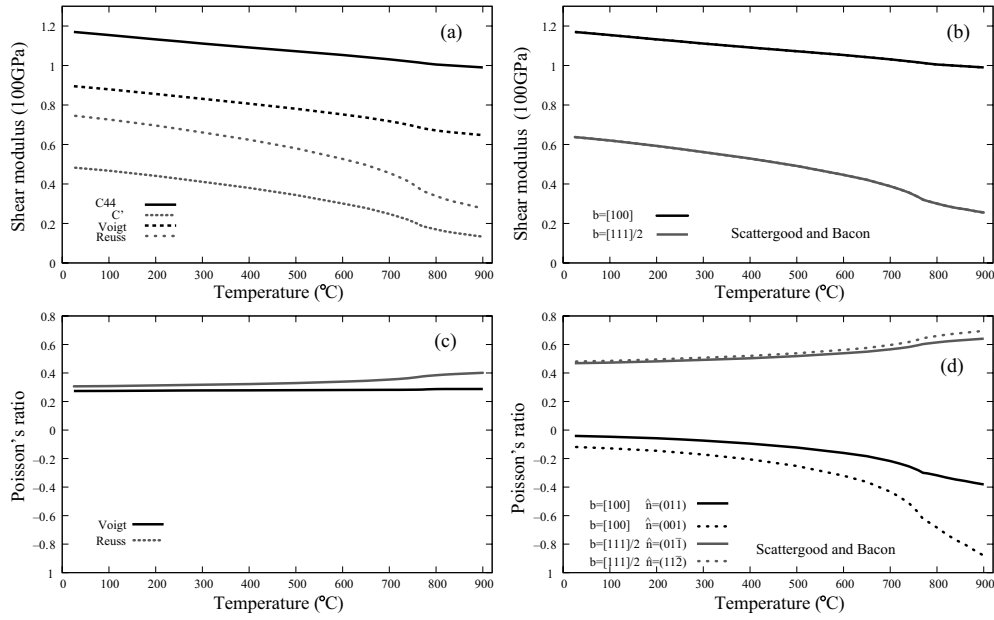 (a)
Shear modulus (100GPa)
1.2
1
0.8
0.6
0.4
0.2
0
C44
C'
Voigt
Reuss
0 100 200 300 400 500 600 700 800 900
Temperature (°C)
(b)
Shear modulus (100GPa)
1.2
1
0.8
0.6
0.4
0.2
0
b=[100]
b=[111]/2
Scattergood and Bacon
0 100 200 300 400 500 600 700 800 900
Temperature (°C)
(c)
Poisson's ratio
0.8
0.6
0.4
0.2
0
−0.2
−0.4
−0.6
−0.8
1
Voigt
Reuss
0 100 200 300 400 500 600 700 800 900
Temperature (°C)
(d)
Poisson's ratio
0.8
0.6
0.4
0.2
0
−0.2
−0.4
−0.6
−0.8
1
b=[100] n̂=(011)
b=[100] n̂=(001)
b=[111]/2 n̂=(011̅)
b=[111]/2 n̂=(112̅)
Scattergood and Bacon
0 100 200 300 400 500 600 700 800 900
Temperature (°C)